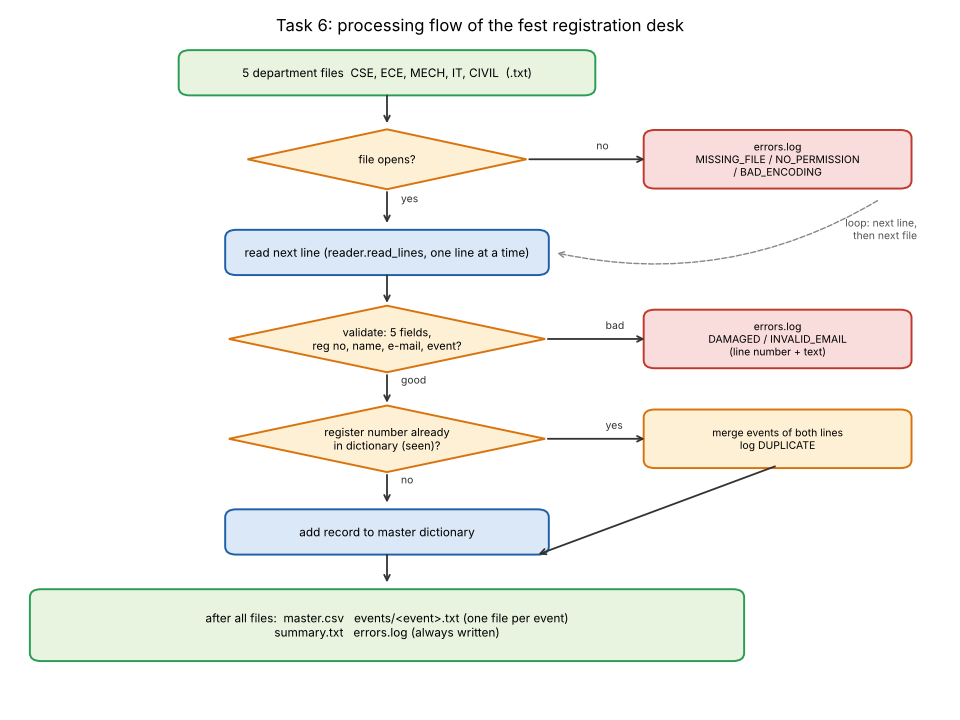 Task 6: processing flow of the fest registration desk
5 department files  CSE, ECE, MECH, IT, CIVIL  (.txt)
file opens?
no
errors.log
MISSING_FILE / NO_PERMISSION
/ BAD_ENCODING
yes
loop: next line,
then next file
read next line (reader.read_lines, one line at a time)
validate: 5 fields,
reg no, name, e-mail, event?
bad
errors.log
DAMAGED / INVALID_EMAIL
(line number + text)
good
register number already
in dictionary (seen)?
yes
merge events of both lines
log DUPLICATE
no
add record to master dictionary
after all files:  master.csv   events/<event>.txt (one file per event)
summary.txt   errors.log (always written)